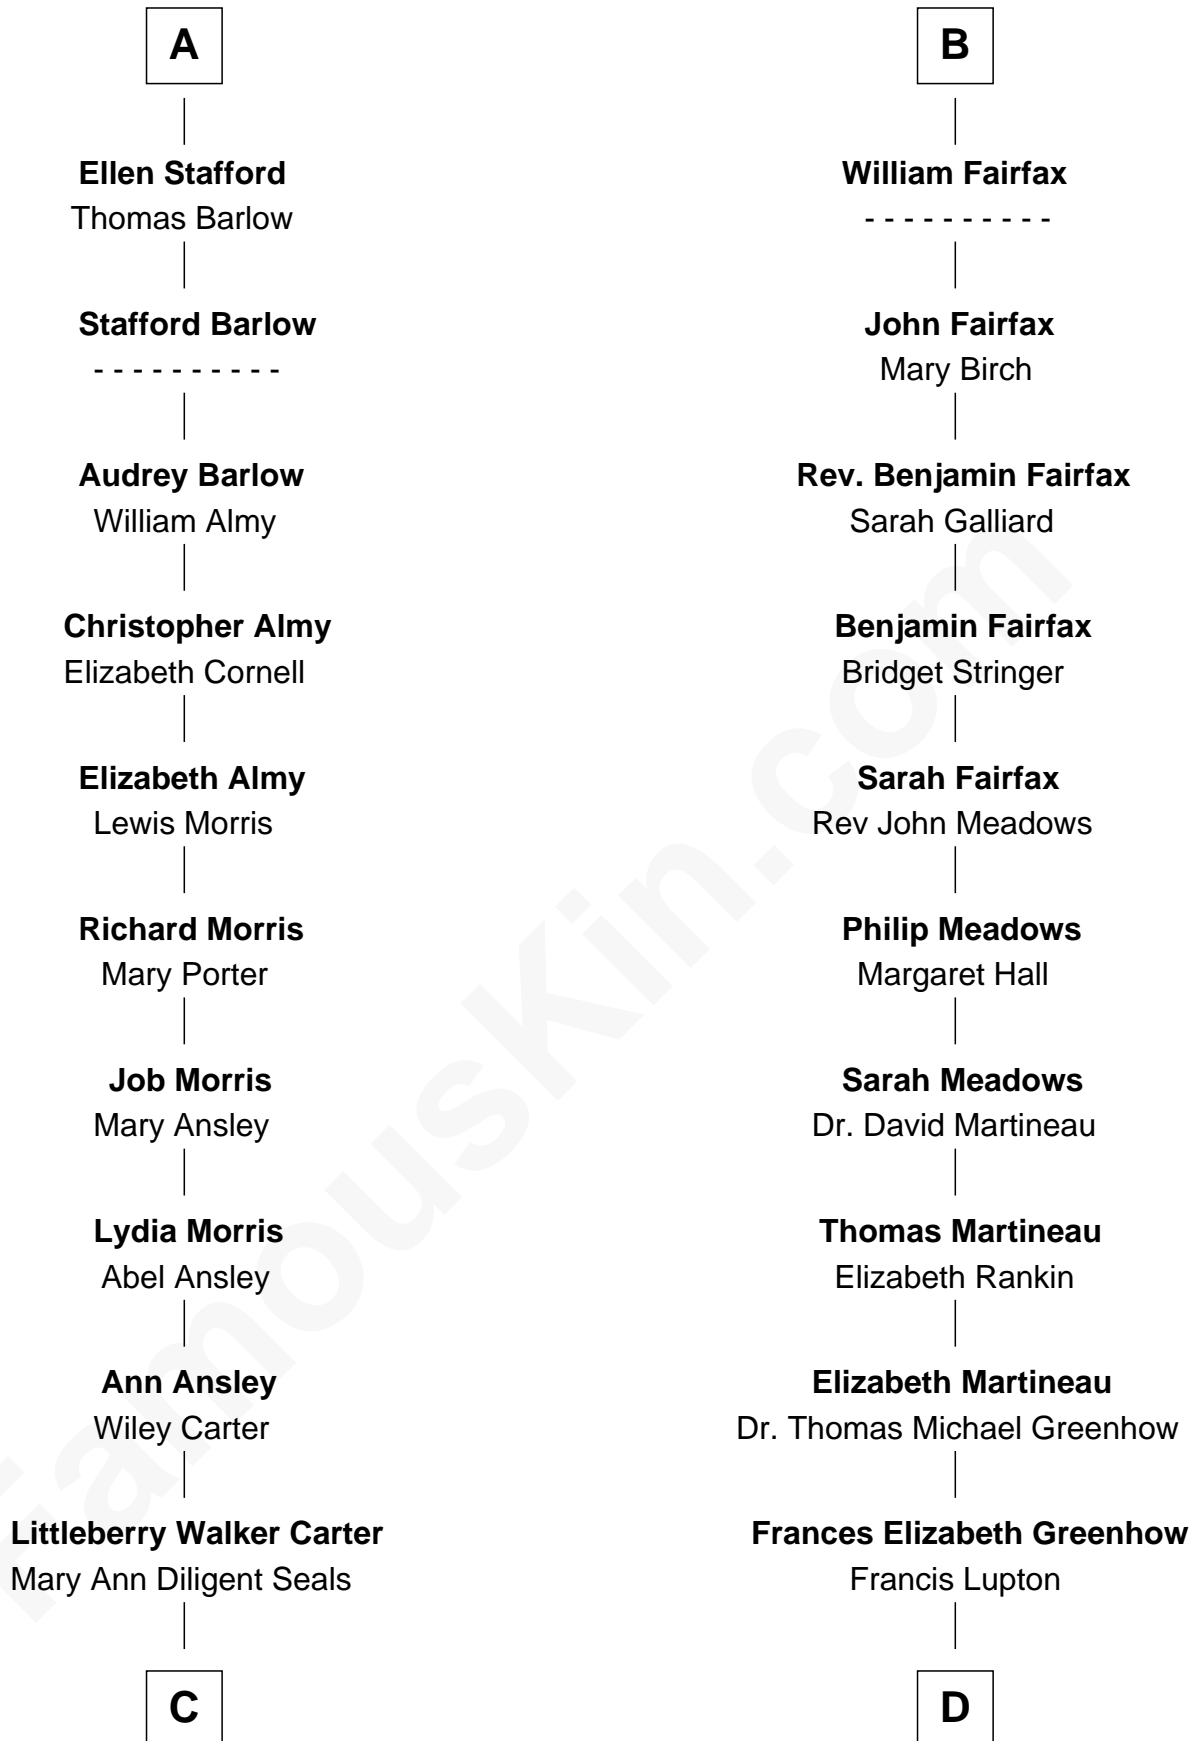 A
Ellen Stafford
Thomas Barlow
Stafford Barlow
- - - - - - - - - -
Audrey Barlow
William Almy
Christopher Almy
Elizabeth Cornell
Elizabeth Almy
Lewis Morris
Richard Morris
Mary Porter
Job Morris
Mary Ansley
Lydia Morris
Abel Ansley
Ann Ansley
Wiley Carter
Littleberry Walker Carter
Mary Ann Diligent Seals
C
B
William Fairfax
- - - - - - - - - -
John Fairfax
Mary Birch
Rev. Benjamin Fairfax
Sarah Galliard
Benjamin Fairfax
Bridget Stringer
Sarah Fairfax
Rev John Meadows
Philip Meadows
Margaret Hall
Sarah Meadows
Dr. David Martineau
Thomas Martineau
Elizabeth Rankin
Elizabeth Martineau
Dr. Thomas Michael Greenhow
Frances Elizabeth Greenhow
Francis Lupton
D
FamousKin.com